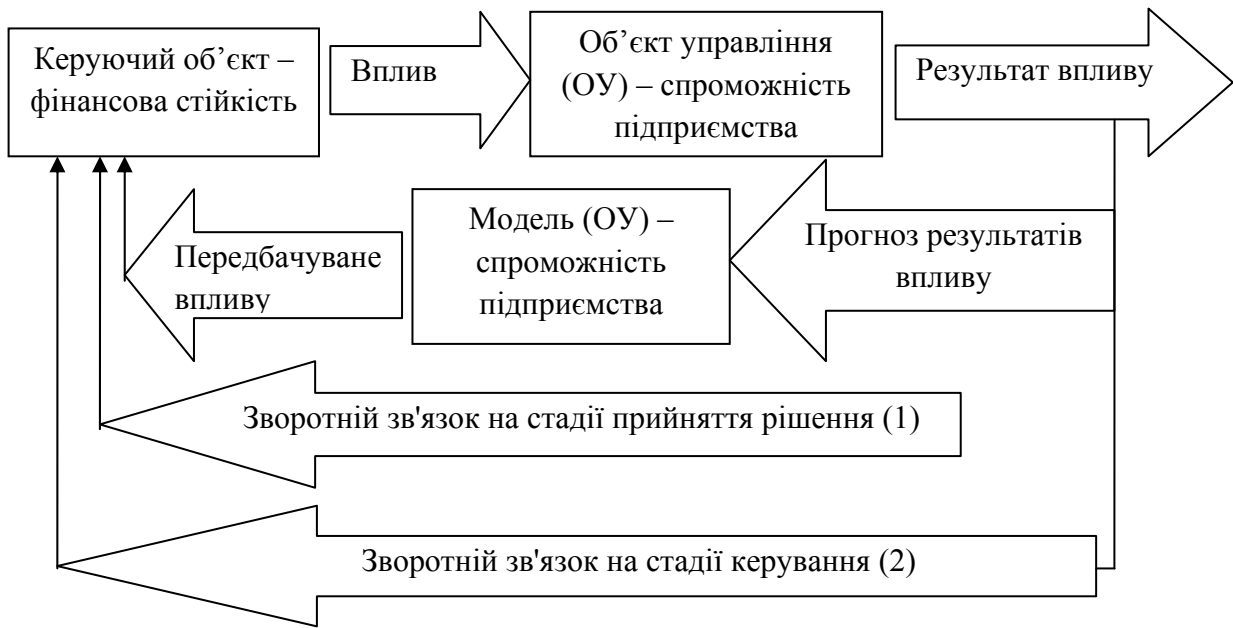 Керуючий об’єкт –
фінансова стійкість
Вплив
Об’єкт управління
(ОУ) – спроможність
підприємства
Результат впливу
Передбачуване
впливу
Модель (ОУ) –
спроможність
підприємства
Прогноз результатів
впливу
Зворотній зв'язок на стадії прийняття рішення (1)
Зворотній зв'язок на стадії керування (2)